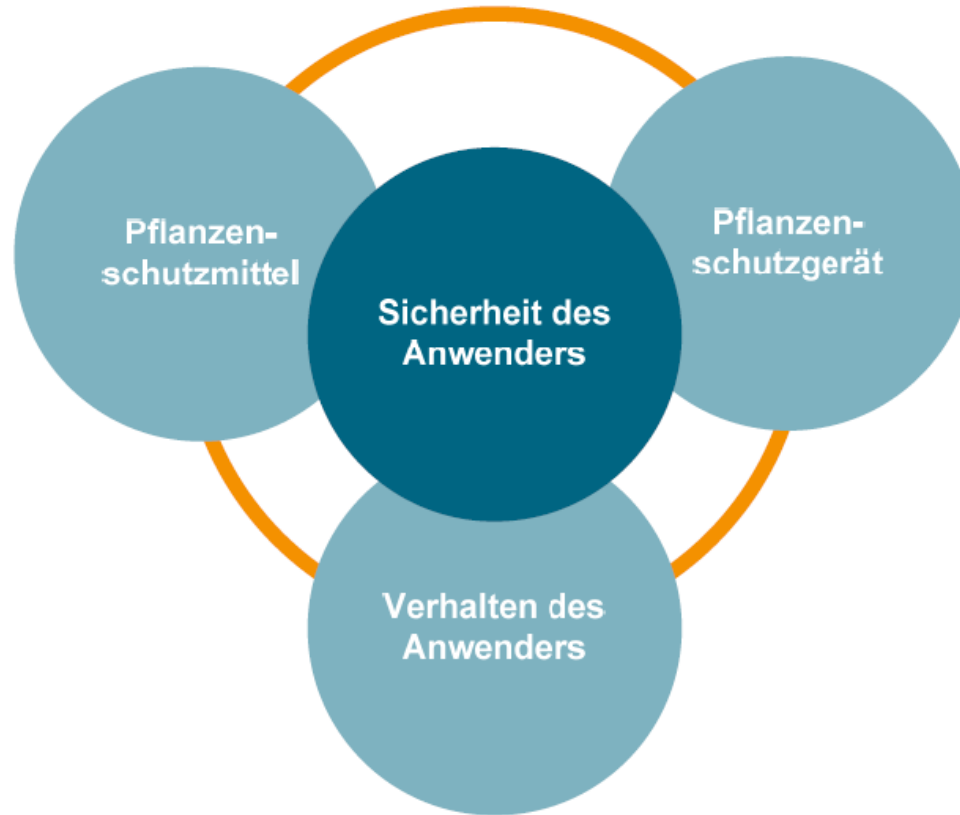 Pflanzen-
schutzmittel
Pflanzen-
schutzgerät
Sicherheit des
Anwenders
Verhalten des
Anwenders